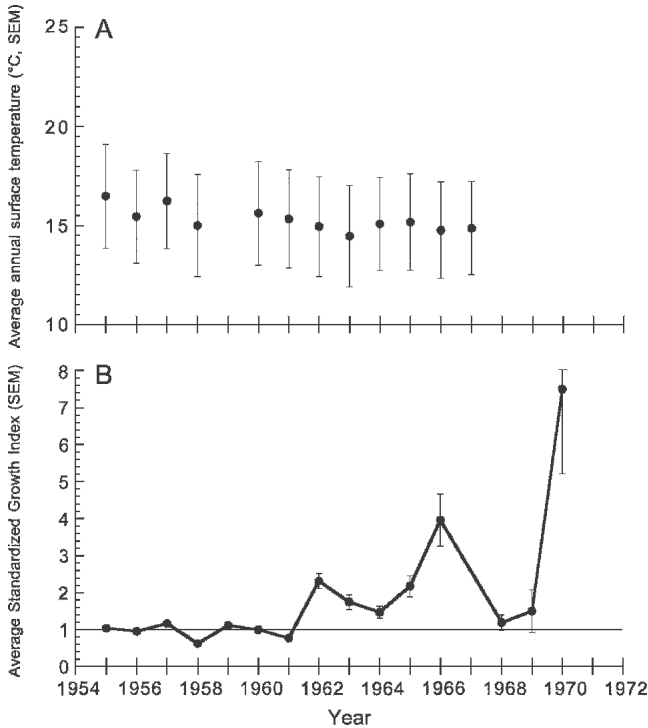 A
Average annual surface temperature (°C, SEM)
25
20
15
10
B
Average Standardized Growth Index (SEM)
8
7
6
5
4
3
2
1
0
1954 1956 1958 1960 1962 1964 1966 1968 1970 1972
Year